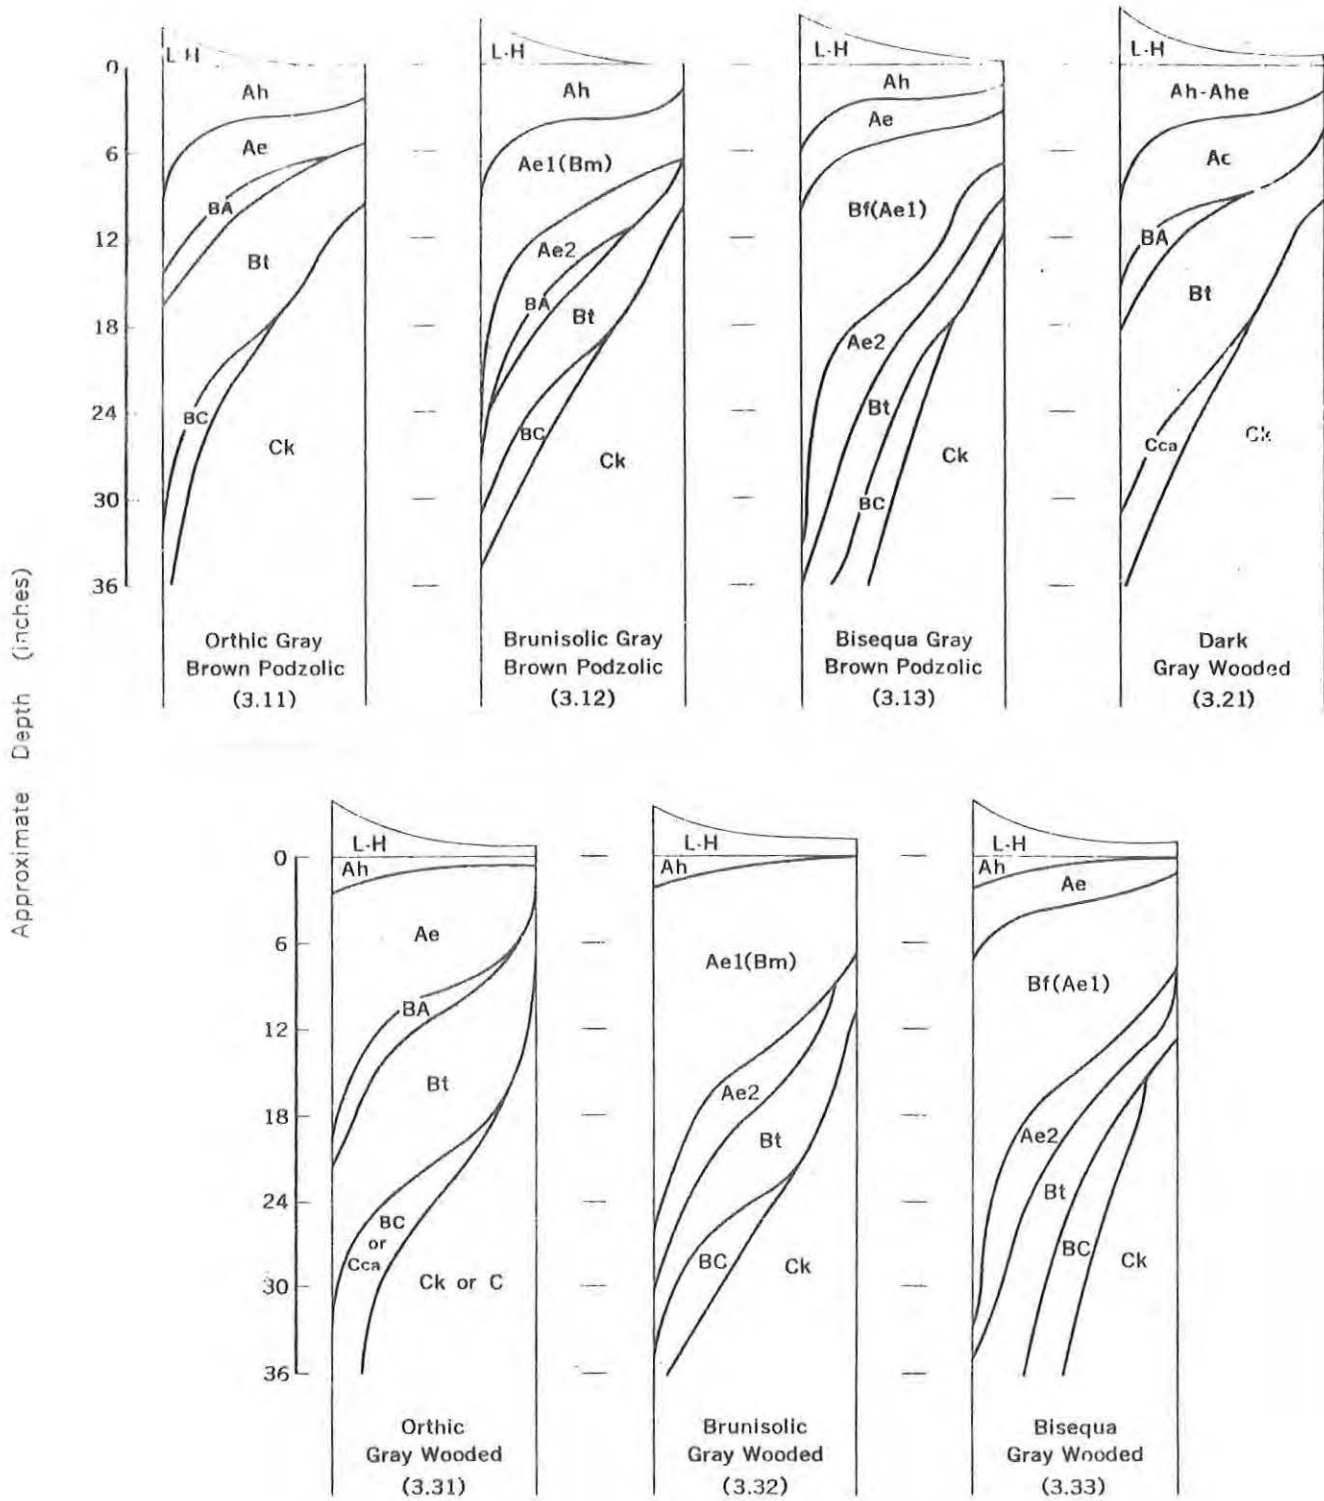 Approximate Depth (inches)
0
6
12
18
24
30
36
L-H
Ah
Ae
BA
Bt
BC
Ck
Orthic Gray
Brown Podzolic
(3.11)
L-H
Ah
Ae1(Bm)
Ae2
BA
Bt
BC
Ck
Brunisolic Gray
Brown Podzolic
(3.12)
L-H
Ah
Ae
Bf(Ae1)
Ae2
Bt
BC
Ck
Bisequa Gray
Brown Podzolic
(3.13)
L-H
Ah-Ahe
Ac
BA
Bt
Cca
Ck
Dark
Gray Wooded
(3.21)
0
6
12
18
24
30
36
L-H
Ah
Ae
BA
Bt
BC
or
Cca
Ck or C
Orthic
Gray Wooded
(3.31)
L-H
Ah
Ae1(Bm)
Ae2
Bt
BC
Ck
Brunisolic
Gray Wooded
(3.32)
L-H
Ah
Ae
Bf(Ae1)
Ae2
Bt
BC
Ck
Bisequa
Gray Wooded
(3.33)